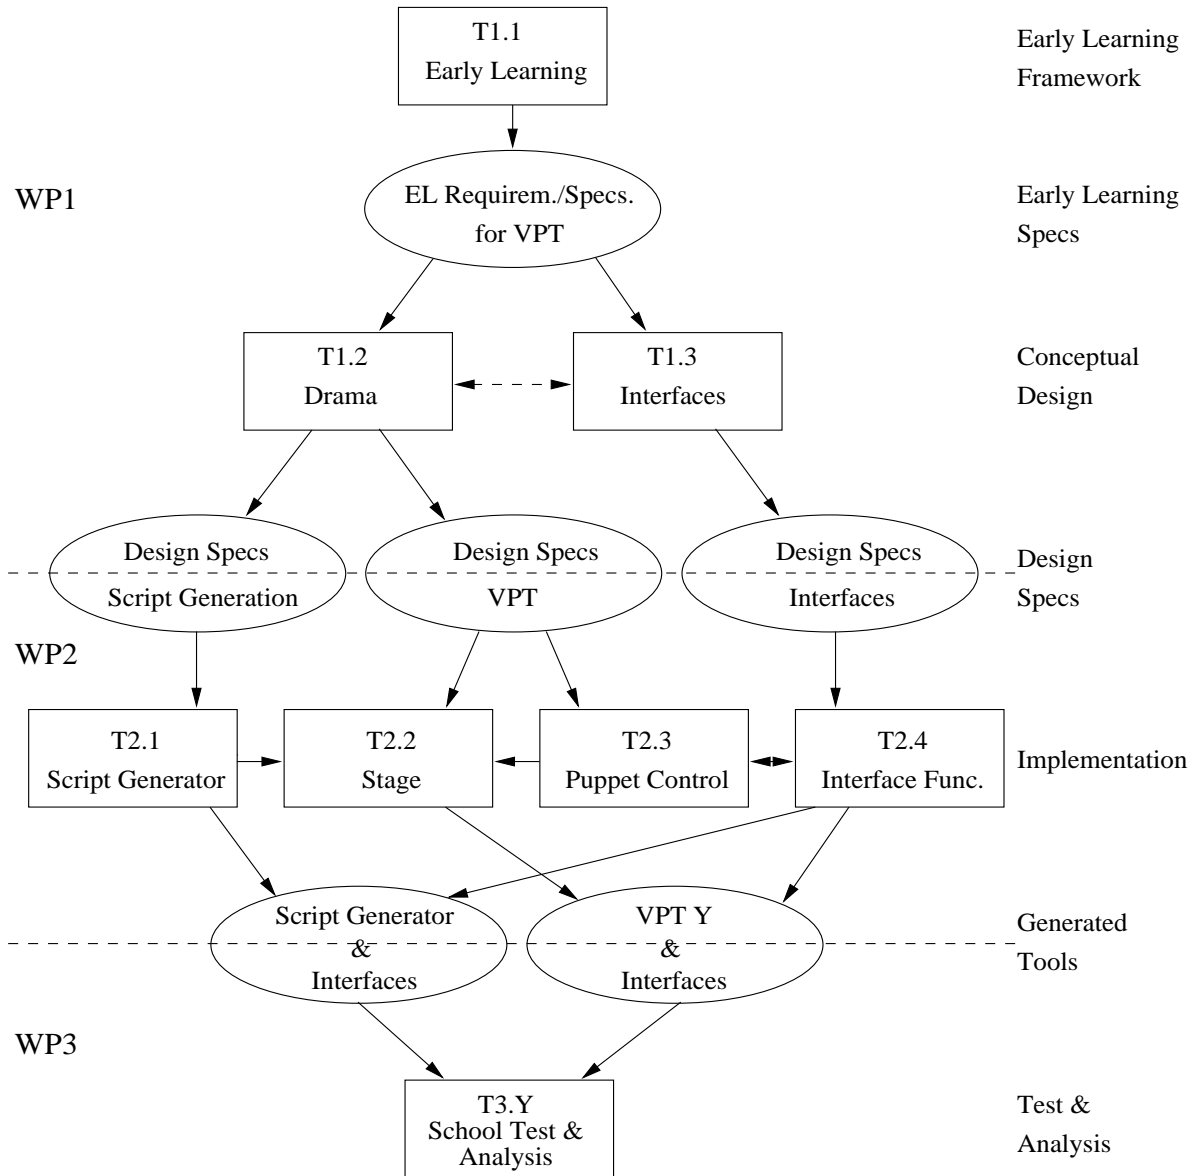 T1.1
Early Learning
Early Learning
Framework
WP1
EL Requirem./Specs.
for VPT
Early Learning
Specs
T1.2
Drama
T1.3
Interfaces
Conceptual
Design
Design Specs
Script Generation
Design Specs
VPT
Design Specs
Interfaces
Design
Specs
WP2
T2.1
Script Generator
T2.2
Stage
T2.3
Puppet Control
T2.4
Interface Func.
Implementation
Script Generator
&
Interfaces
VPT Y
&
Interfaces
Generated
Tools
WP3
T3.Y
School Test &
Analysis
Test &
Analysis